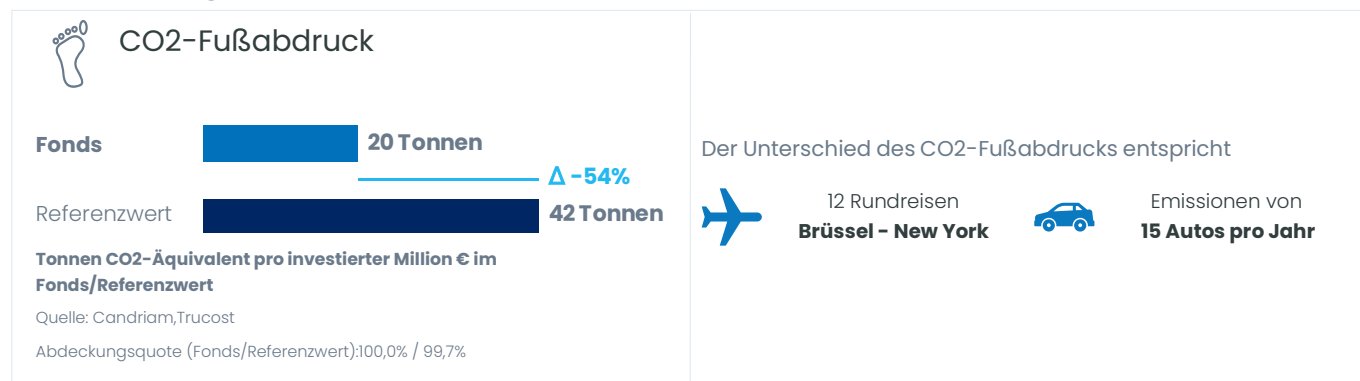 CO2-Fußabdruck
Fonds
20 Tonnen
Δ -54%
Referenzwert
42 Tonnen
Tonnen CO2-Äquivalent pro investierter Million € im
Fonds/Referenzwert
Quelle: Candriam,Trucost
Abdeckungsquote (Fonds/Referenzwert):100,0% / 99,7%
Der Unterschied des CO2-Fußabdrucks entspricht
12 Rundreisen
Brüssel - New York
Emissionen von
15 Autos pro Jahr